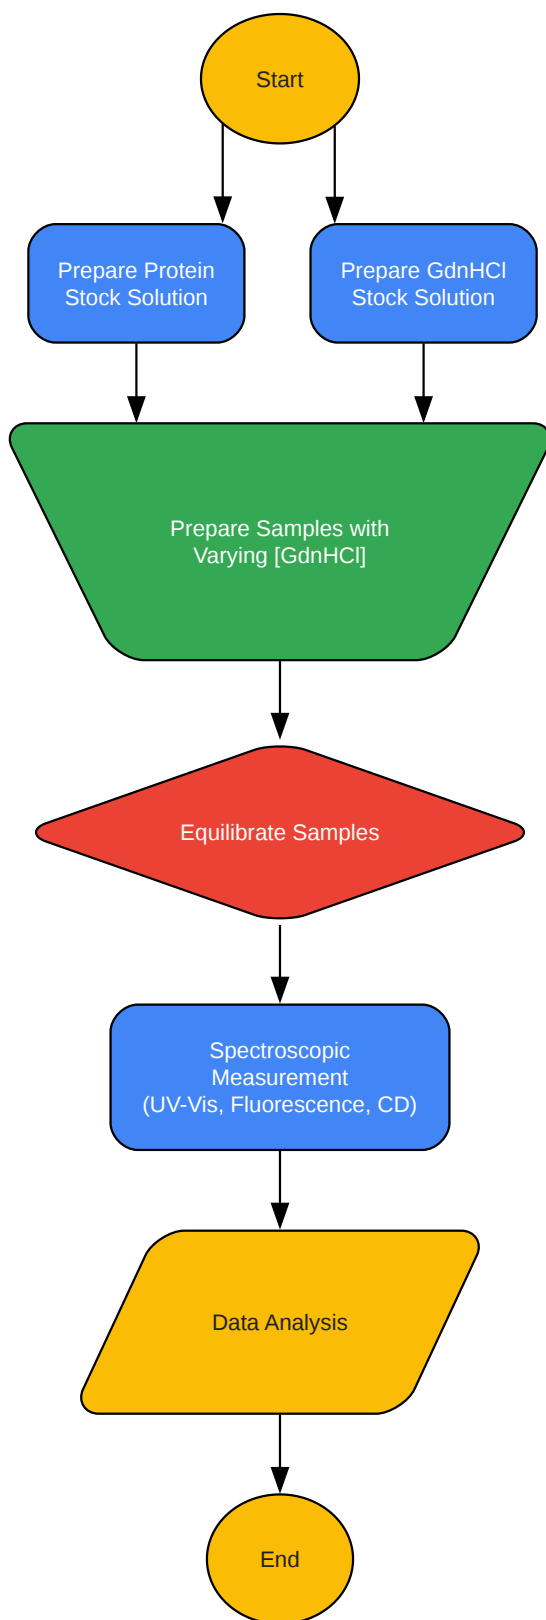 Start
Prepare Protein
Stock Solution
Prepare GdnHCl
Stock Solution
Prepare Samples with
Varying [GdnHCl]
Equilibrate Samples
Spectroscopic
Measurement
(UV-Vis, Fluorescence, CD)
Data Analysis
End